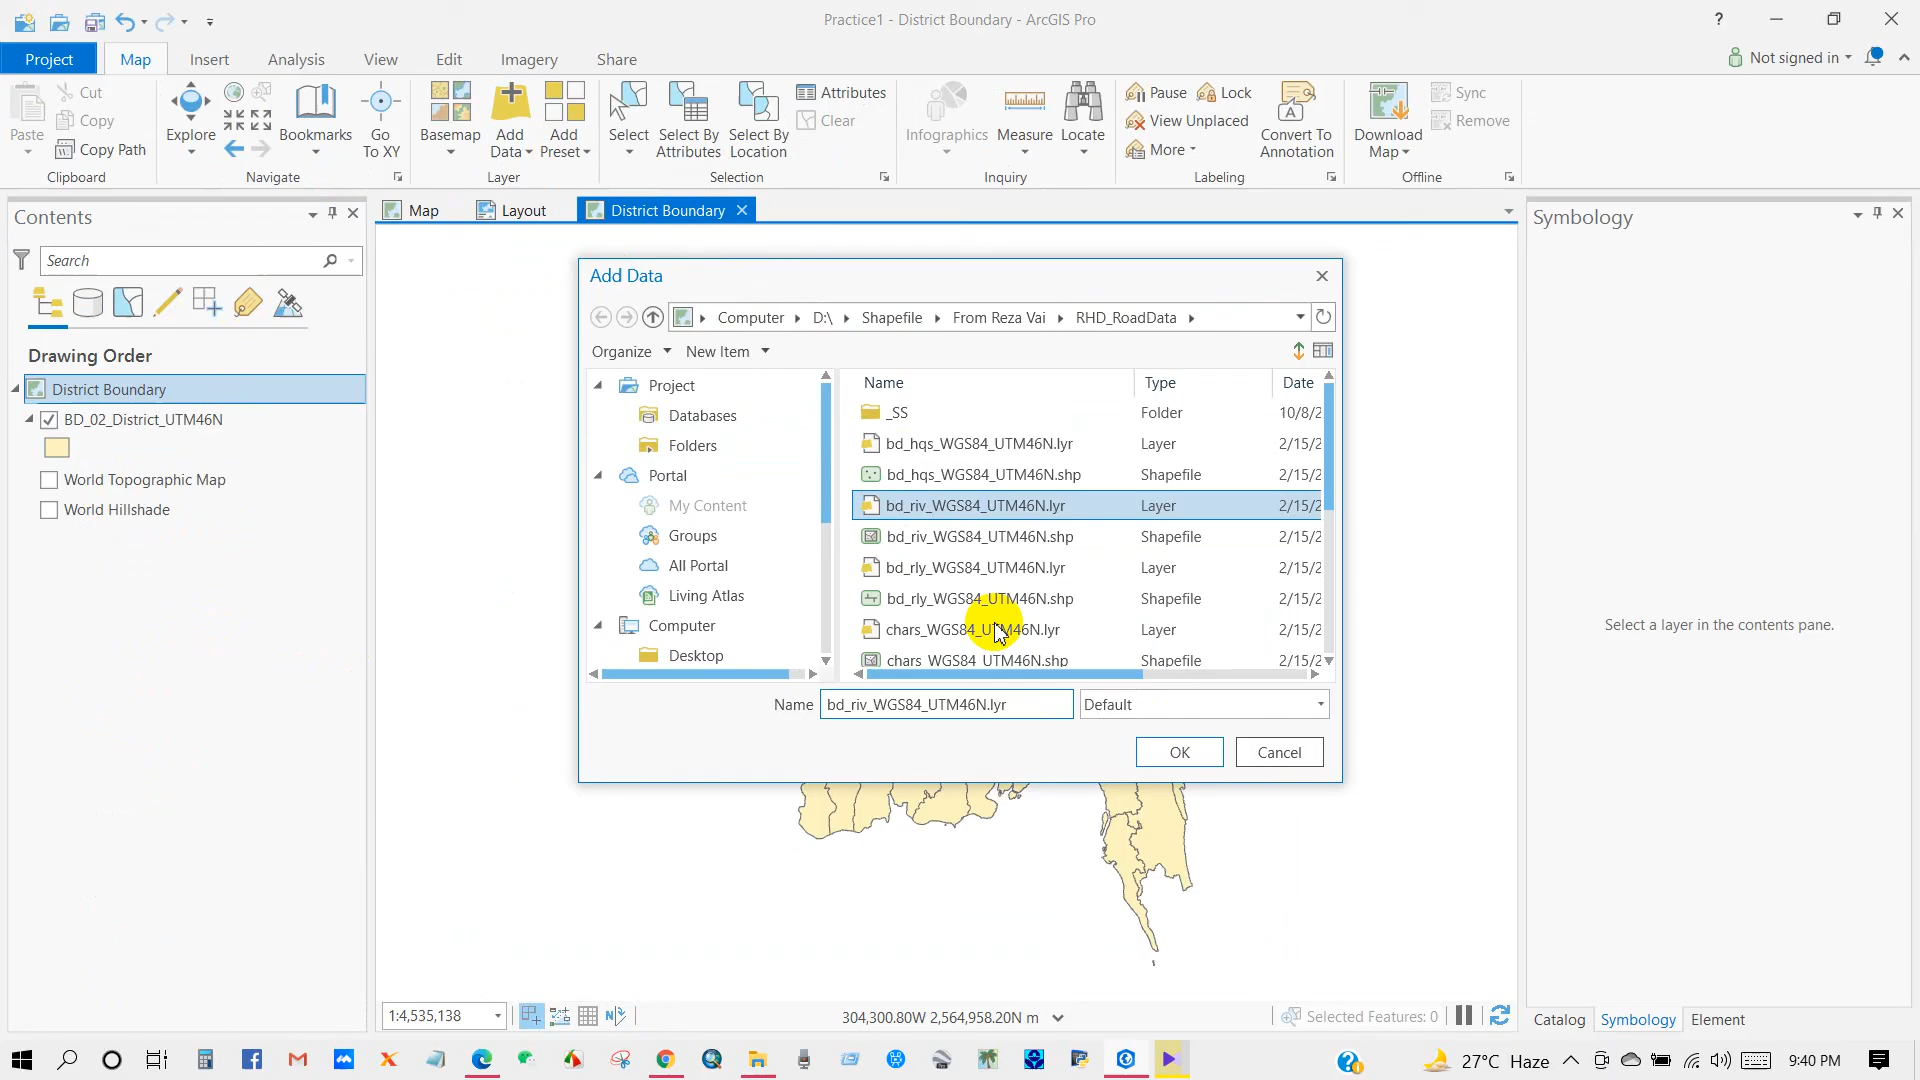 Practice1 - District Boundary - ArcGIS Pro
?
Project
Map
Insert
Analysis
View
Edit
Imagery
Share
Not signed in
Paste
Cut
Copy
Copy Path
Clipboard
Explore
Bookmarks
Go
To XY
Navigate
Basemap
Add
Data
Add
Preset
Layer
Select
Select By
Attributes
Select By
Location
Attributes
Clear
Selection
Infographics
Measure
Locate
Inquiry
Pause
Lock
View Unplaced
More
Convert To
Annotation
Labeling
Download
Map
Sync
Remove
Offline
Contents
Search
Drawing Order
District Boundary
BD_02_District_UTM46N
World Topographic Map
World Hillshade
Map
Layout
District Boundary
Add Data
Computer
D:\
Shapefile
From Reza Vai
RHD_RoadData
Organize
New Item
Project
Databases
Folders
Portal
My Content
Groups
All Portal
Living Atlas
Computer
Desktop
Name Type Date
_SS Folder 10/8/2
bd_hqs_WGS84_UTM46N.lyr Layer 2/15/2
bd_hqs_WGS84_UTM46N.shp Shapefile 2/15/2
bd_riv_WGS84_UTM46N.lyr Layer 2/15/2
bd_riv_WGS84_UTM46N.shp Shapefile 2/15/2
bd_rly_WGS84_UTM46N.lyr Layer 2/15/2
bd_rly_WGS84_UTM46N.shp Shapefile 2/15/2
chars_WGS84_UTM46N.lyr Layer 2/15/2
chars_WGS84_UTM46N.shp Shapefile 2/15/2
Name bd_riv_WGS84_UTM46N.lyr Default
OK
Cancel
1:4,535,138
304,300.80W 2,564,958.20N m
Selected Features: 0
Symbology
Select a layer in the contents pane.
Catalog
Symbology
Element
27°C Haze
9:40 PM